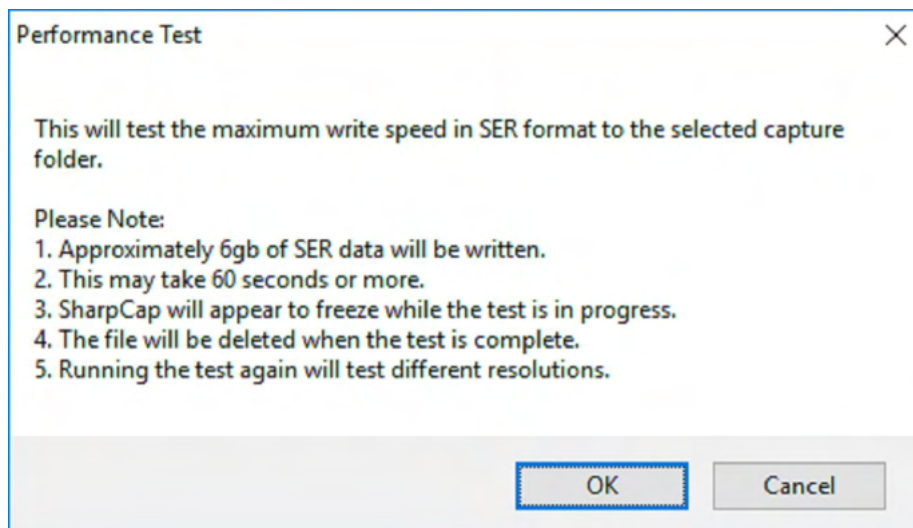 Performance Test
This will test the maximum write speed in SER format to the selected capture
folder.
Please Note:
1. Approximately 6gb of SER data will be written.
2. This may take 60 seconds or more.
3. SharpCap will appear to freeze while the test is in progress.
4. The file will be deleted when the test is complete.
5. Running the test again will test different resolutions.
OK Cancel